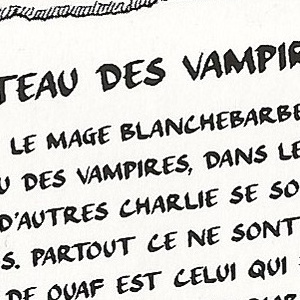 TEAU DES VAMPIR
LE MAGE BLANCHEBARBE
U DES VAMPIRES, DANS LE
D'AUTRES CHARLIE SE SO
S. PARTOUT CE NE SONT
DE OUAF EST CELUI QUI